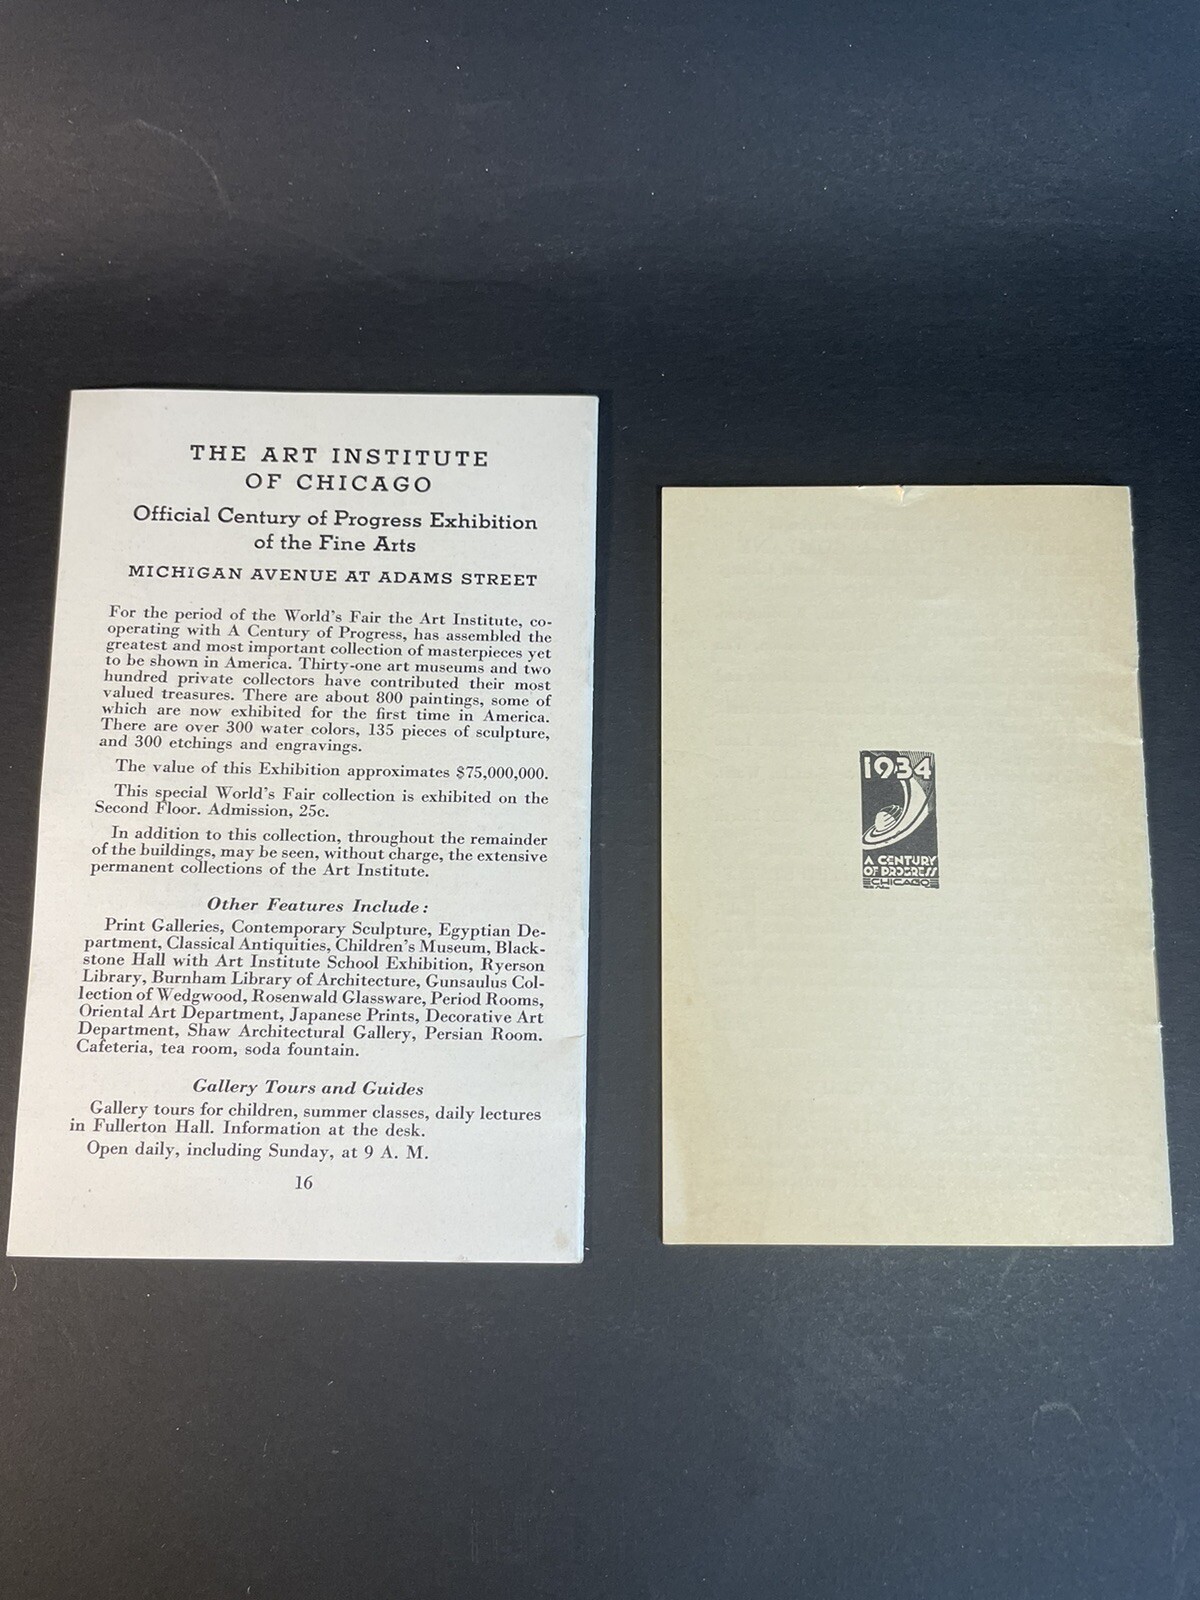 THE ART INSTITUTE
OF CHICAGO
Official Century of Progress Exhibition
of the Fine Arts
MICHIGAN AVENUE AT ADAMS STREET
For the period of the World's Fair the Art Institute, co-
operating with A Century of Progress, has assembled the
greatest and most important collection of masterpieces yet
to be shown in America. Thirty-one art museums and two
hundred private collectors have contributed their most
valued treasures. There are about 800 paintings, some of
which are now exhibited for the first time in America.
There are over 300 water colors, 135 pieces of sculpture,
and 300 etchings and engravings.
The value of this Exhibition approximates $75,000,000.
This special World's Fair collection is exhibited on the
Second Floor. Admission, 25c.
In addition to this collection, throughout the remainder
of the buildings, may be seen, without charge, the extensive
permanent collections of the Art Institute.
Other Features Include:
Print Galleries, Contemporary Sculpture, Egyptian De-
partment, Classical Antiquities, Children's Museum, Black-
stone Hall with Art Institute School Exhibition, Ryerson
Library, Burnham Library of Architecture, Gunsaulus Col-
lection of Wedgwood, Rosenwald Glassware, Period Rooms,
Oriental Art Department, Japanese Prints, Decorative Art
Department, Shaw Architectural Gallery, Persian Room.
Cafeteria, tea room, soda fountain.
Gallery Tours and Guides
Gallery tours for children, summer classes, daily lectures
in Fullerton Hall. Information at the desk.
Open daily, including Sunday, at 9 A. M.
16
1934
A CENTURY
OF PROGRESS
CHICAGO